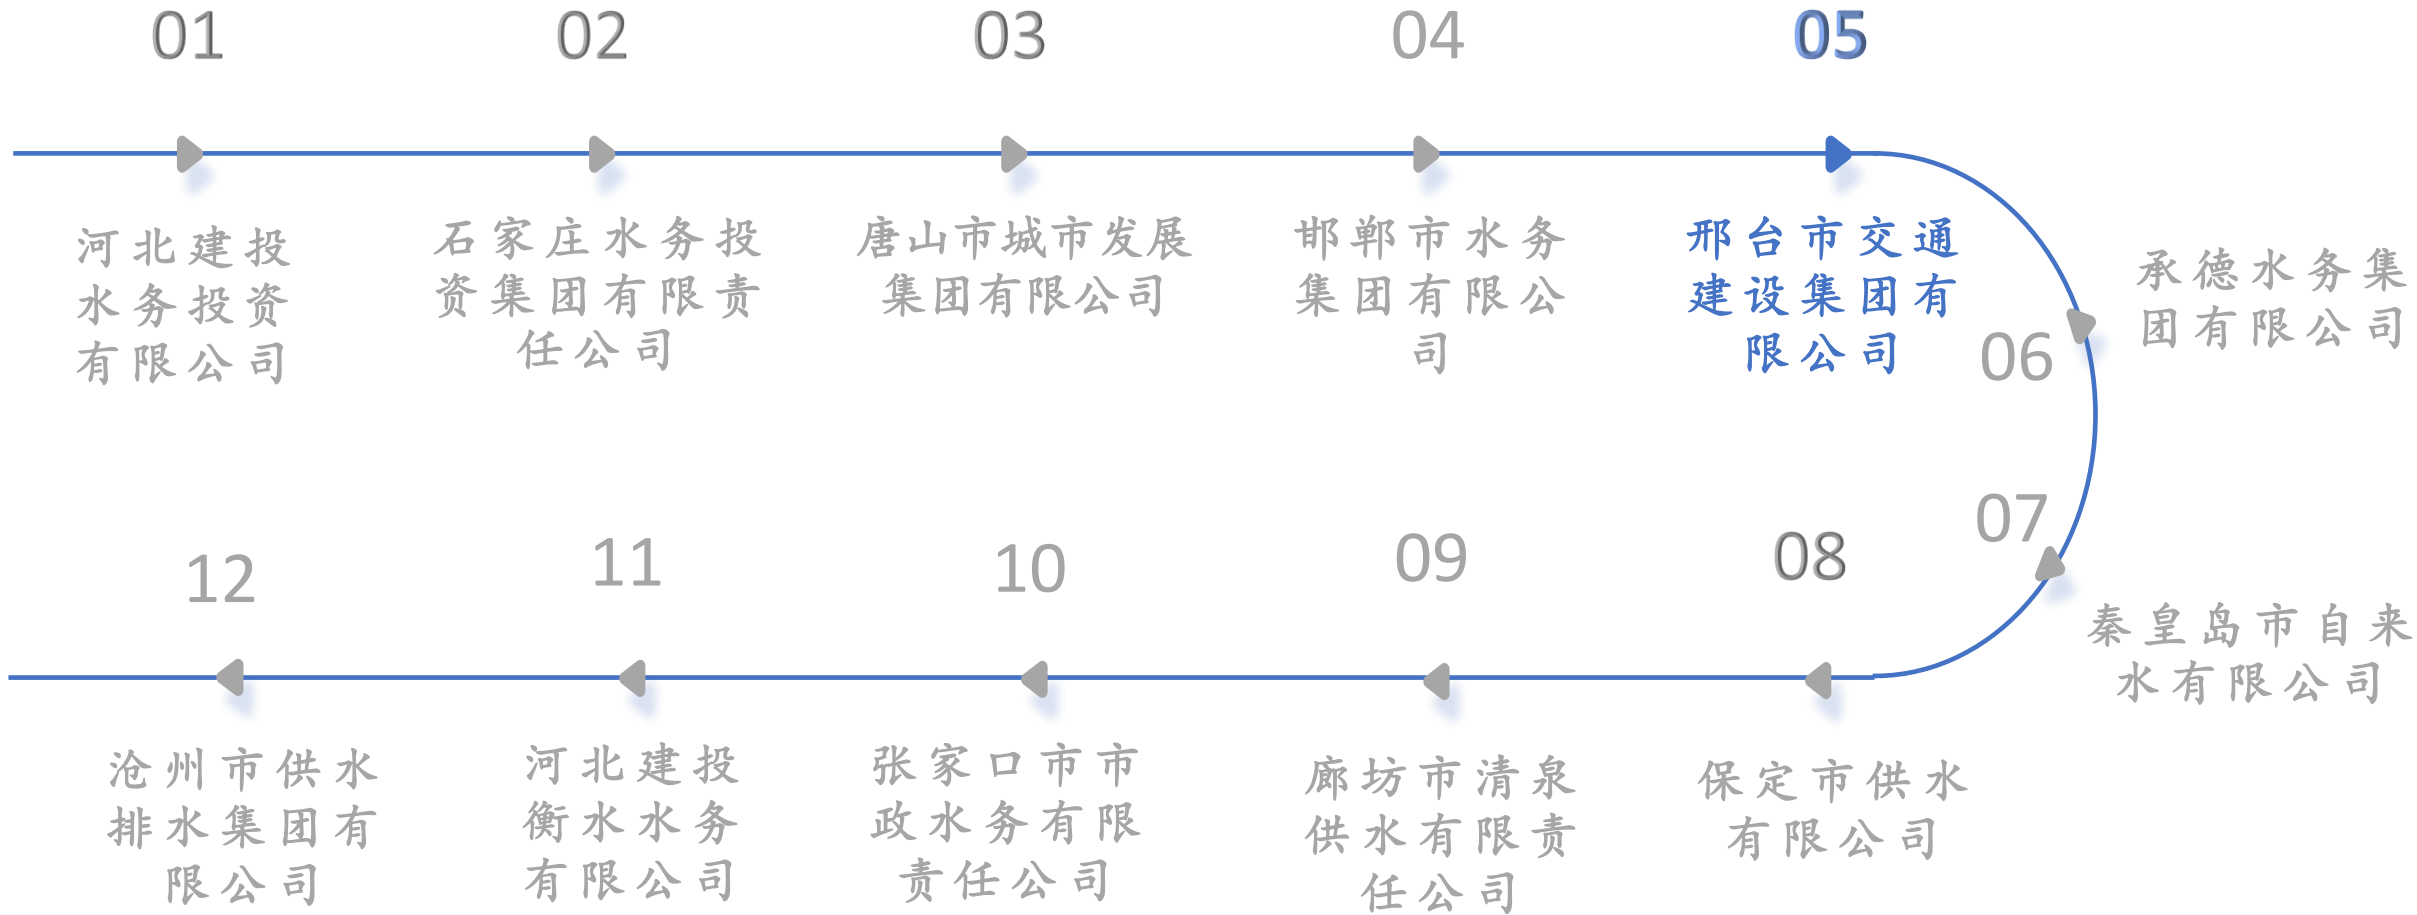 01
河北建投
水务投资
有限公司
02
石家庄水务投
资集团有限责
任公司
03
唐山市城市发展
集团有限公司
04
邯郸市水务
集团有限公
司
05
邢台市交通
建设集团有
限公司
06
承德水务集
团有限公司
07
秦皇岛市自来
水有限公司
08
保定市供水
有限公司
09
廊坊市清泉
供水有限责
任公司
10
张家口市市
政水务有限
责任公司
11
河北建投
衡水水务
有限公司
12
沧州市供水
排水集团有
限公司